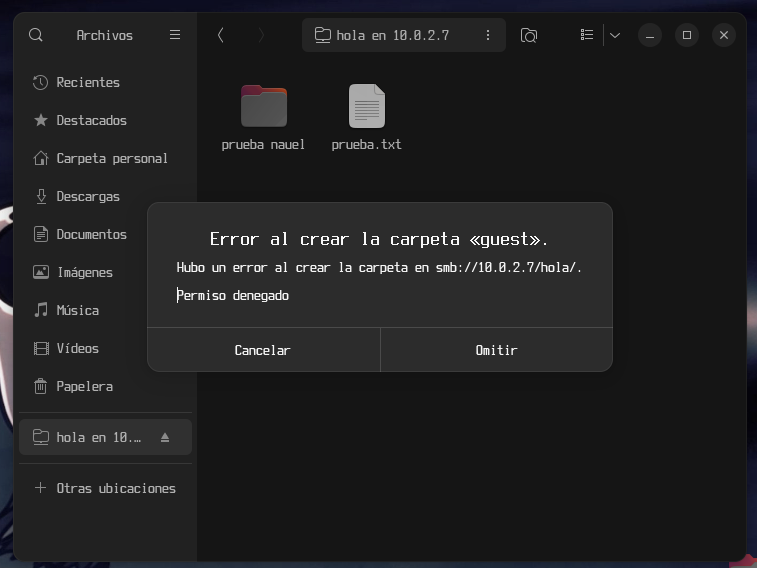 Archivos
hola en 10.0.2.7
Recientes
Destacados
Carpeta personal
Descargas
Documentos
Imágenes
Música
Vídeos
Papelera
hola en 10.…
Otras ubicaciones
prueba nauel
prueba.txt
Error al crear la carpeta «guest».
Hubo un error al crear la carpeta en smb://10.0.2.7/hola/.
Permiso denegado
Cancelar
Omitir